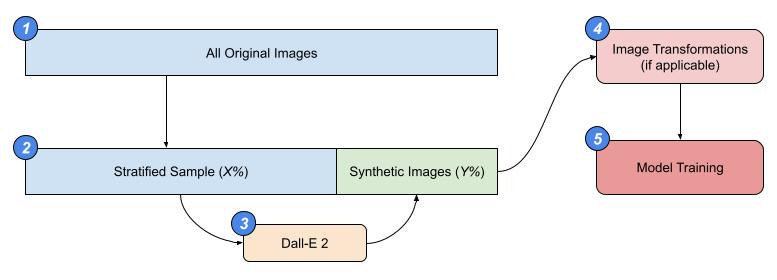 1
All Original Images
2
Stratified Sample (X%)
Synthetic Images (Y%)
3
Dall-E 2
4
Image Transformations
(if applicable)
5
Model Training